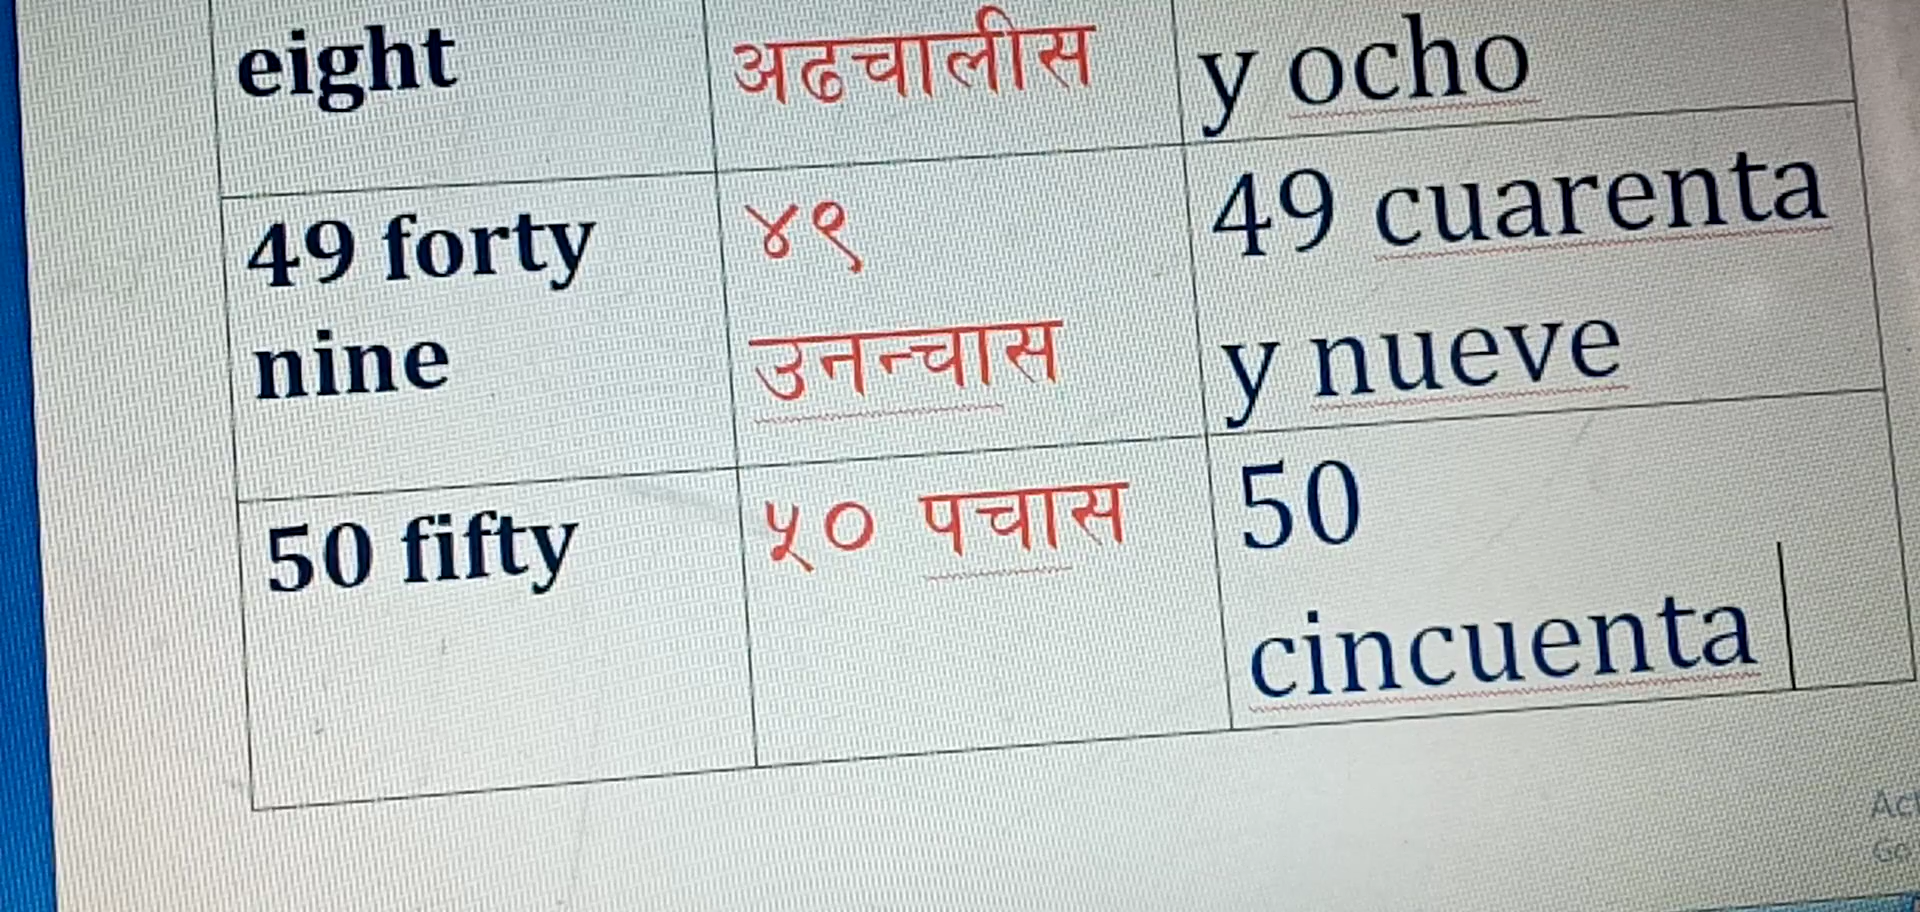 eight
अढचालीस
y ocho
49 forty
nine
४९
उनन्चास
49 cuarenta
y nueve
50 fifty
५० पचास
50
cincuenta